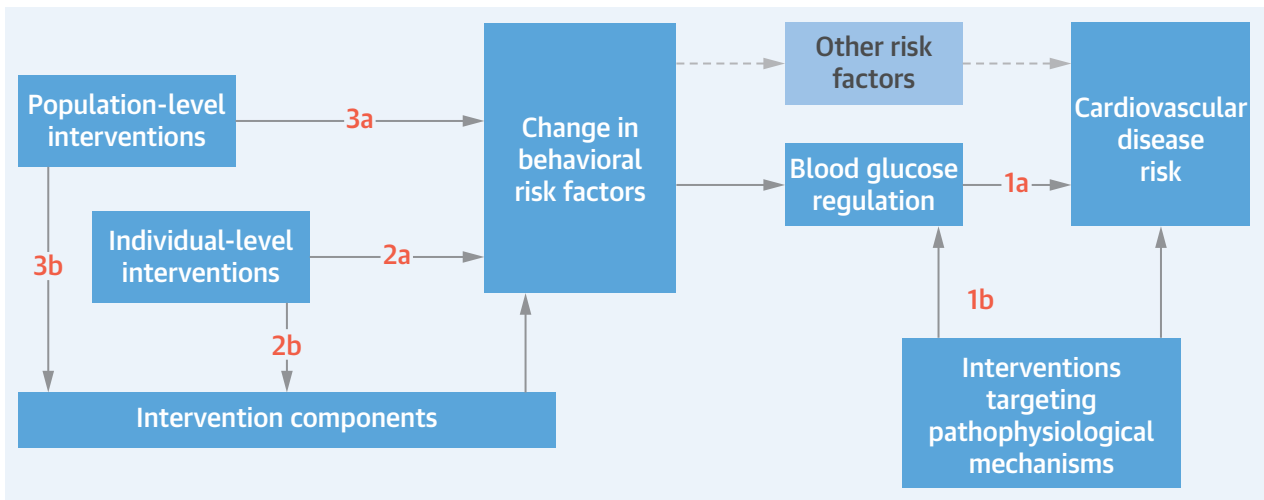 Population-level
interventions
3a
3b
Individual-level
interventions
2a
2b
Intervention components
Change in
behavioral
risk factors
Other risk
factors
Blood glucose
regulation
1a
1b
Cardiovascular
disease
risk
Interventions
targeting
pathophysiological
mechanisms